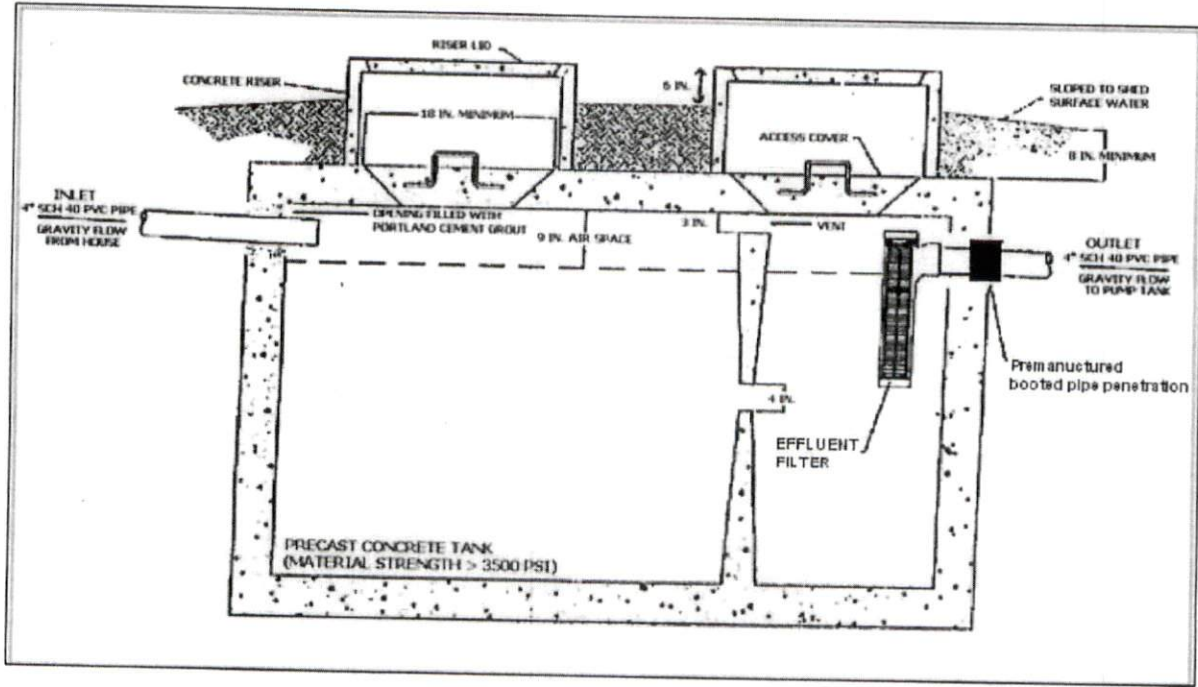 RISER LID
CONCRETE RISER
6 IN.
SLOPED TO SHED
SURFACE WATER
18 IN. MINIMUM
ACCESS COVER
8 IN. MINIMUM
INLET
4" SCH 40 PVC PIPE
GRAVITY FLOW
FROM HOUSE
OPENING FILLED WITH
PORTLAND CEMENT GROUT
9 IN. AIR SPACE
3 IN.
VENT
OUTLET
4" SCH 40 PVC PIPE
GRAVITY FLOW
TO PUMP TANK
Premanuctured
booted pipe penetration
4 IN.
EFFLUENT
FILTER
PRECAST CONCRETE TANK
(MATERIAL STRENGTH > 3500 PSI)